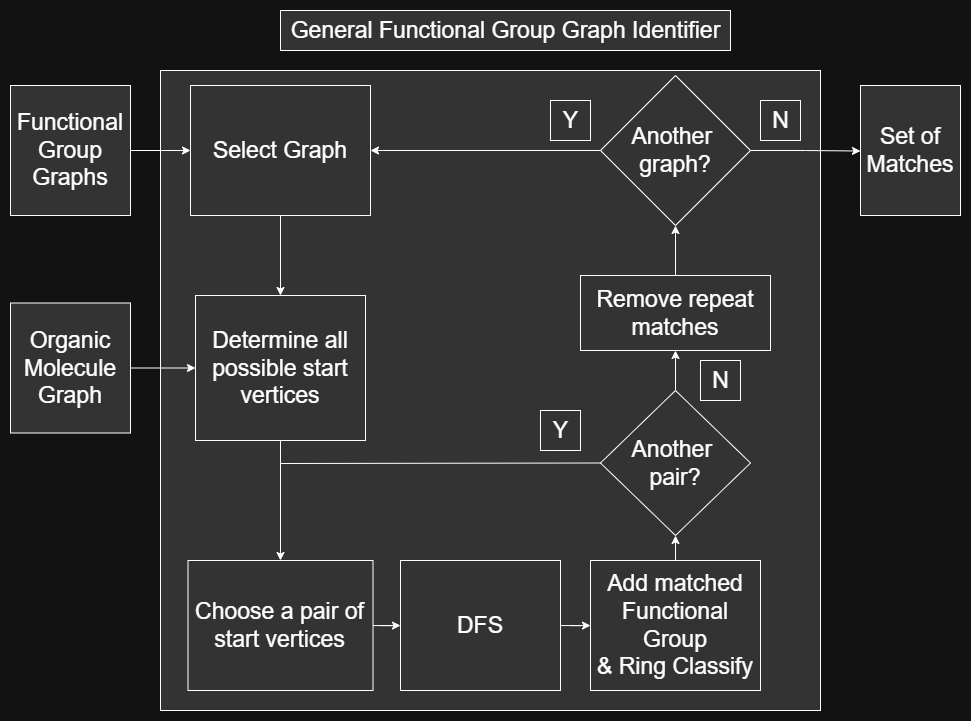 General Functional Group Graph Identifier
Functional
Group
Graphs
Select Graph
Y
Another
graph?
N
Set of
Matches
Organic
Molecule
Graph
Determine all
possible start
vertices
Remove repeat
matches
N
Y
Another
pair?
Choose a pair of
start vertices
DFS
Add matched
Functional
Group
& Ring Classify